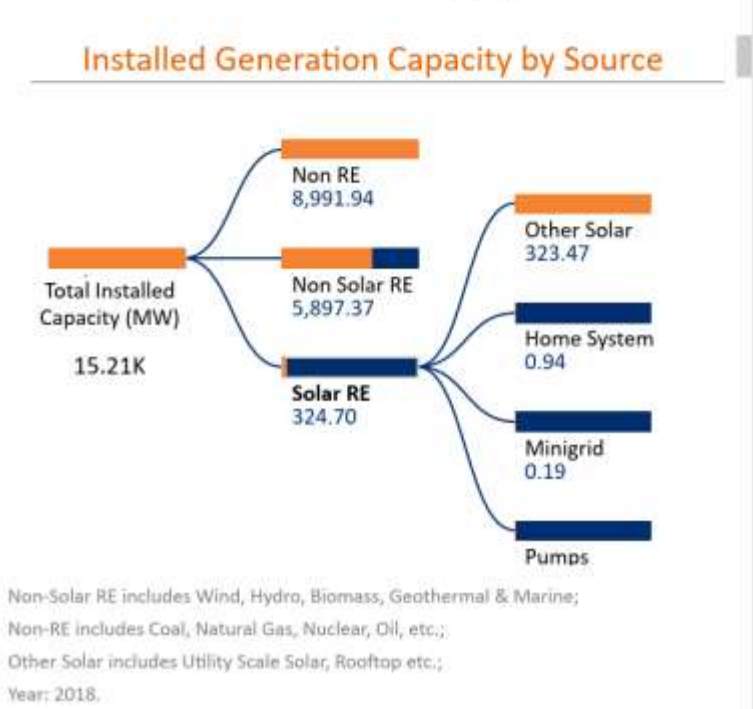 Installed Generation Capacity by Source
Non RE
8,991.94
Other Solar
323.47
Total Installed
Capacity (MW)
15.21K
Non Solar RE
5,897.37
Home System
0.94
Solar RE
324.70
Minigrid
0.19
Pumps
Non-Solar RE includes Wind, Hydro, Biomass, Geothermal & Marine;
Non-RE includes Coal, Natural Gas, Nuclear, Oil, etc.;
Other Solar includes Utility Scale Solar, Rooftop etc.;
Year: 2018.